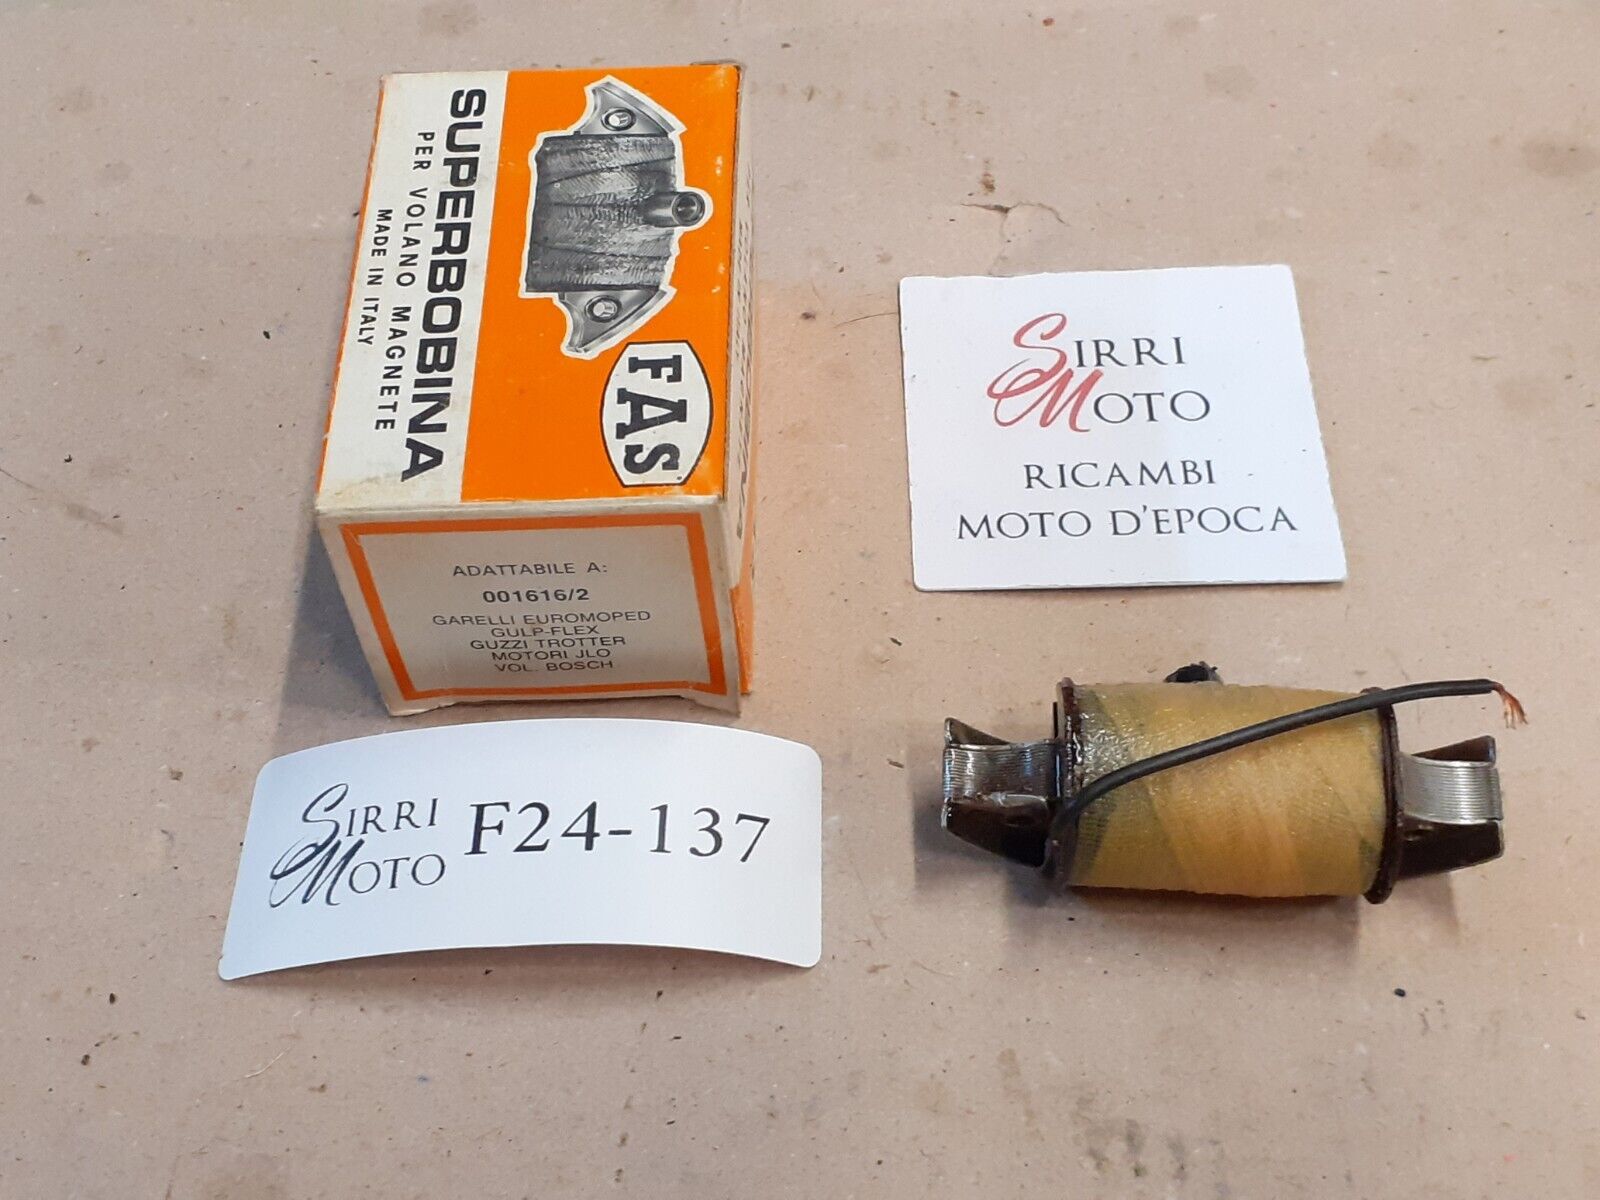 SUPERBOBINA
PER VOLANO MAGNETE
MADE IN ITALY
FAS
ADATTABILE A:
001616/2
GARELLI EUROMOPED
GULP-FLEX
GUZZI TROTTER
MOTORI JLO
VOL. BOSCH
SIRRI
MOTO
RICAMBI
MOTO D'EPOCA
SIRRI
MOTO
F24-137